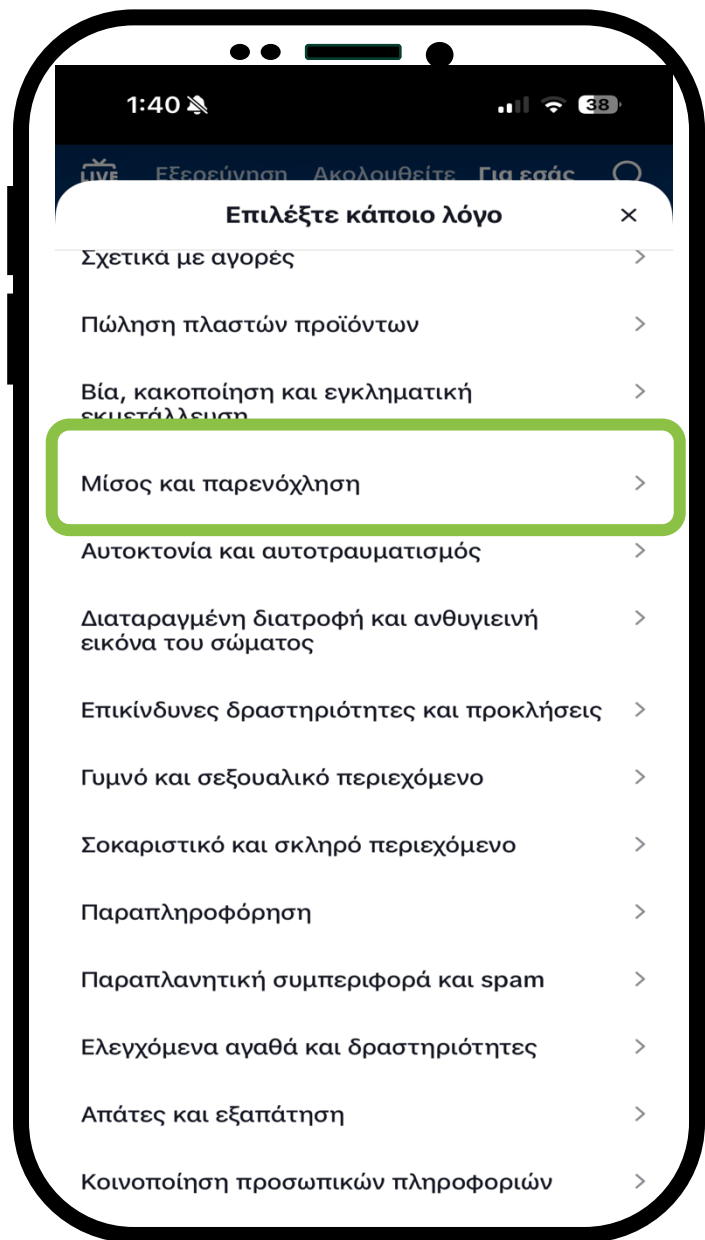 1:40
38
LIVE Εξερεύνηση Ακολουθείτε Για εσάς
Επιλέξτε κάποιο λόγο
Σχετικά με αγορές
Πώληση πλαστών προϊόντων
Βία, κακοποίηση και εγκληματική
εκμετάλλευση
Μίσος και παρενόχληση
Αυτοκτονία και αυτοτραυματισμός
Διαταραγμένη διατροφή και ανθυγιεινή
εικόνα του σώματος
Επικίνδυνες δραστηριότητες και προκλήσεις
Γυμνό και σεξουαλικό περιεχόμενο
Σοκαριστικό και σκληρό περιεχόμενο
Παραπληροφόρηση
Παραπλανητική συμπεριφορά και spam
Ελεγχόμενα αγαθά και δραστηριότητες
Απάτες και εξαπάτηση
Κοινοποίηση προσωπικών πληροφοριών